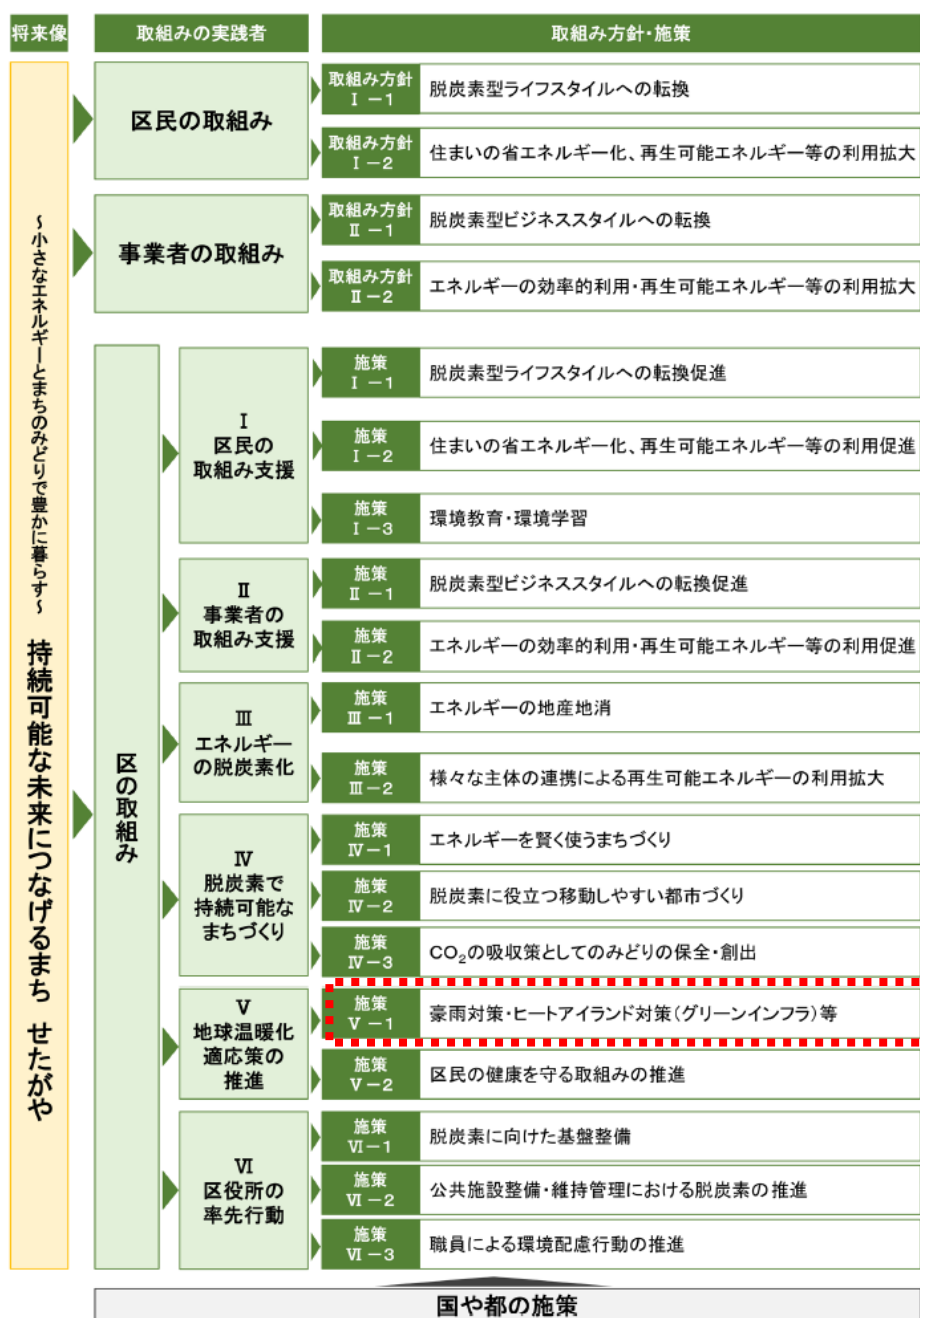 将来像
取組みの実践者
取組み方針・施策
～小さなエネルギーとまちのみどりで豊かに暮らす～
持続可能な未来につなげるまち せたがや
区民の取組み
取組み方針
Ⅰ－1
脱炭素型ライフスタイルへの転換
取組み方針
Ⅰ－2
住まいの省エネルギー化、再生可能エネルギー等の利用拡大
事業者の取組み
取組み方針
Ⅱ－1
脱炭素型ビジネススタイルへの転換
取組み方針
Ⅱ－2
エネルギーの効率的利用・再生可能エネルギー等の利用拡大
区の取組み
Ⅰ
区民の
取組み支援
施策
Ⅰ－1
脱炭素型ライフスタイルへの転換促進
施策
Ⅰ－2
住まいの省エネルギー化、再生可能エネルギー等の利用促進
施策
Ⅰ－3
環境教育・環境学習
Ⅱ
事業者の
取組み支援
施策
Ⅱ－1
脱炭素型ビジネススタイルへの転換促進
施策
Ⅱ－2
エネルギーの効率的利用・再生可能エネルギー等の利用促進
Ⅲ
エネルギー
の脱炭素化
施策
Ⅲ－1
エネルギーの地産地消
施策
Ⅲ－2
様々な主体の連携による再生可能エネルギーの利用拡大
Ⅳ
脱炭素で
持続可能な
まちづくり
施策
Ⅳ－1
エネルギーを賢く使うまちづくり
施策
Ⅳ－2
脱炭素に役立つ移動しやすい都市づくり
施策
Ⅳ－3
CO₂の吸収策としてのみどりの保全・創出
Ⅴ
地球温暖化
適応策の
推進
施策
Ⅴ－1
豪雨対策・ヒートアイランド対策（グリーンインフラ）等
施策
Ⅴ－2
区民の健康を守る取組みの推進
Ⅵ
区役所の
率先行動
施策
Ⅵ－1
脱炭素に向けた基盤整備
施策
Ⅵ－2
公共施設整備・維持管理における脱炭素の推進
施策
Ⅵ－3
職員による環境配慮行動の推進
国や都の施策